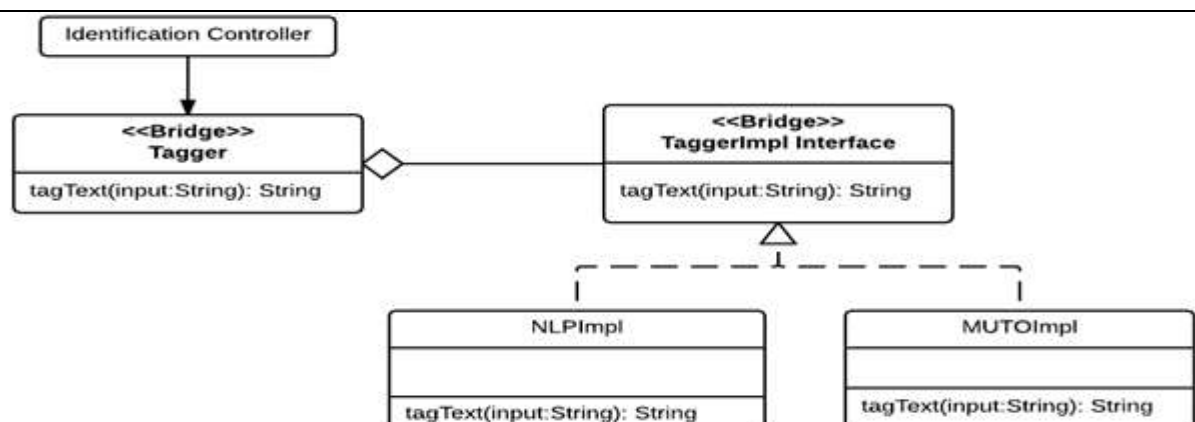 Identification Controller
<<Bridge>>
Tagger
tagText(input:String): String
<<Bridge>>
TaggerImpl Interface
tagText(input:String): String
NLPImpl
tagText(input:String): String
MUTOImpl
tagText(input:String): String